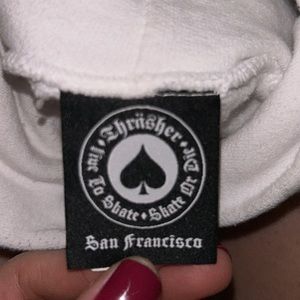 Thrasher • Skate Or Die • Live To Skate •
San Francisco